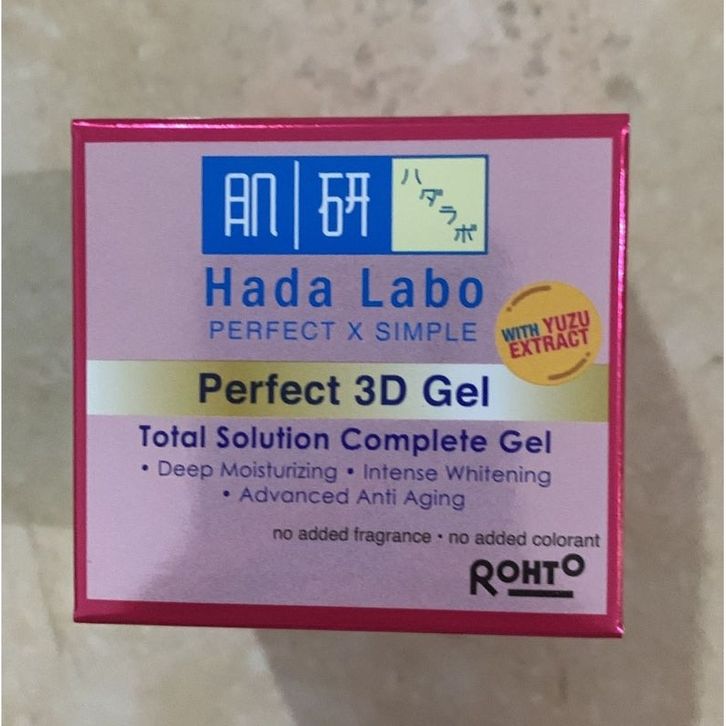 肌研
ハダラボ
Hada Labo
PERFECT X SIMPLE
WITH YUZU
EXTRACT
Perfect 3D Gel
Total Solution Complete Gel
• Deep Moisturizing • Intense Whitening
• Advanced Anti Aging
no added fragrance • no added colorant
ROHTO